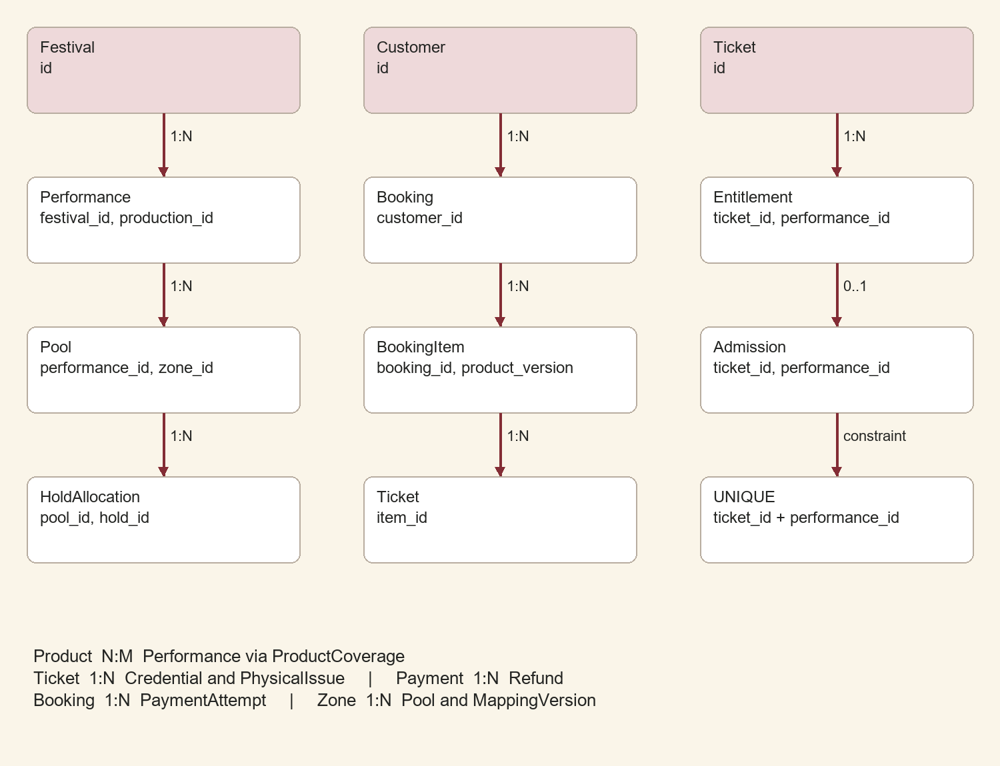 Festival
id
1:N
Performance
festival_id, production_id
1:N
Pool
performance_id, zone_id
1:N
HoldAllocation
pool_id, hold_id
Customer
id
1:N
Booking
customer_id
1:N
BookingItem
booking_id, product_version
1:N
Ticket
item_id
Ticket
id
1:N
Entitlement
ticket_id, performance_id
0..1
Admission
ticket_id, performance_id
constraint
UNIQUE
ticket_id + performance_id
Product  N:M  Performance via ProductCoverage
Ticket  1:N  Credential and PhysicalIssue     |     Payment  1:N  Refund
Booking  1:N  PaymentAttempt     |     Zone  1:N  Pool and MappingVersion